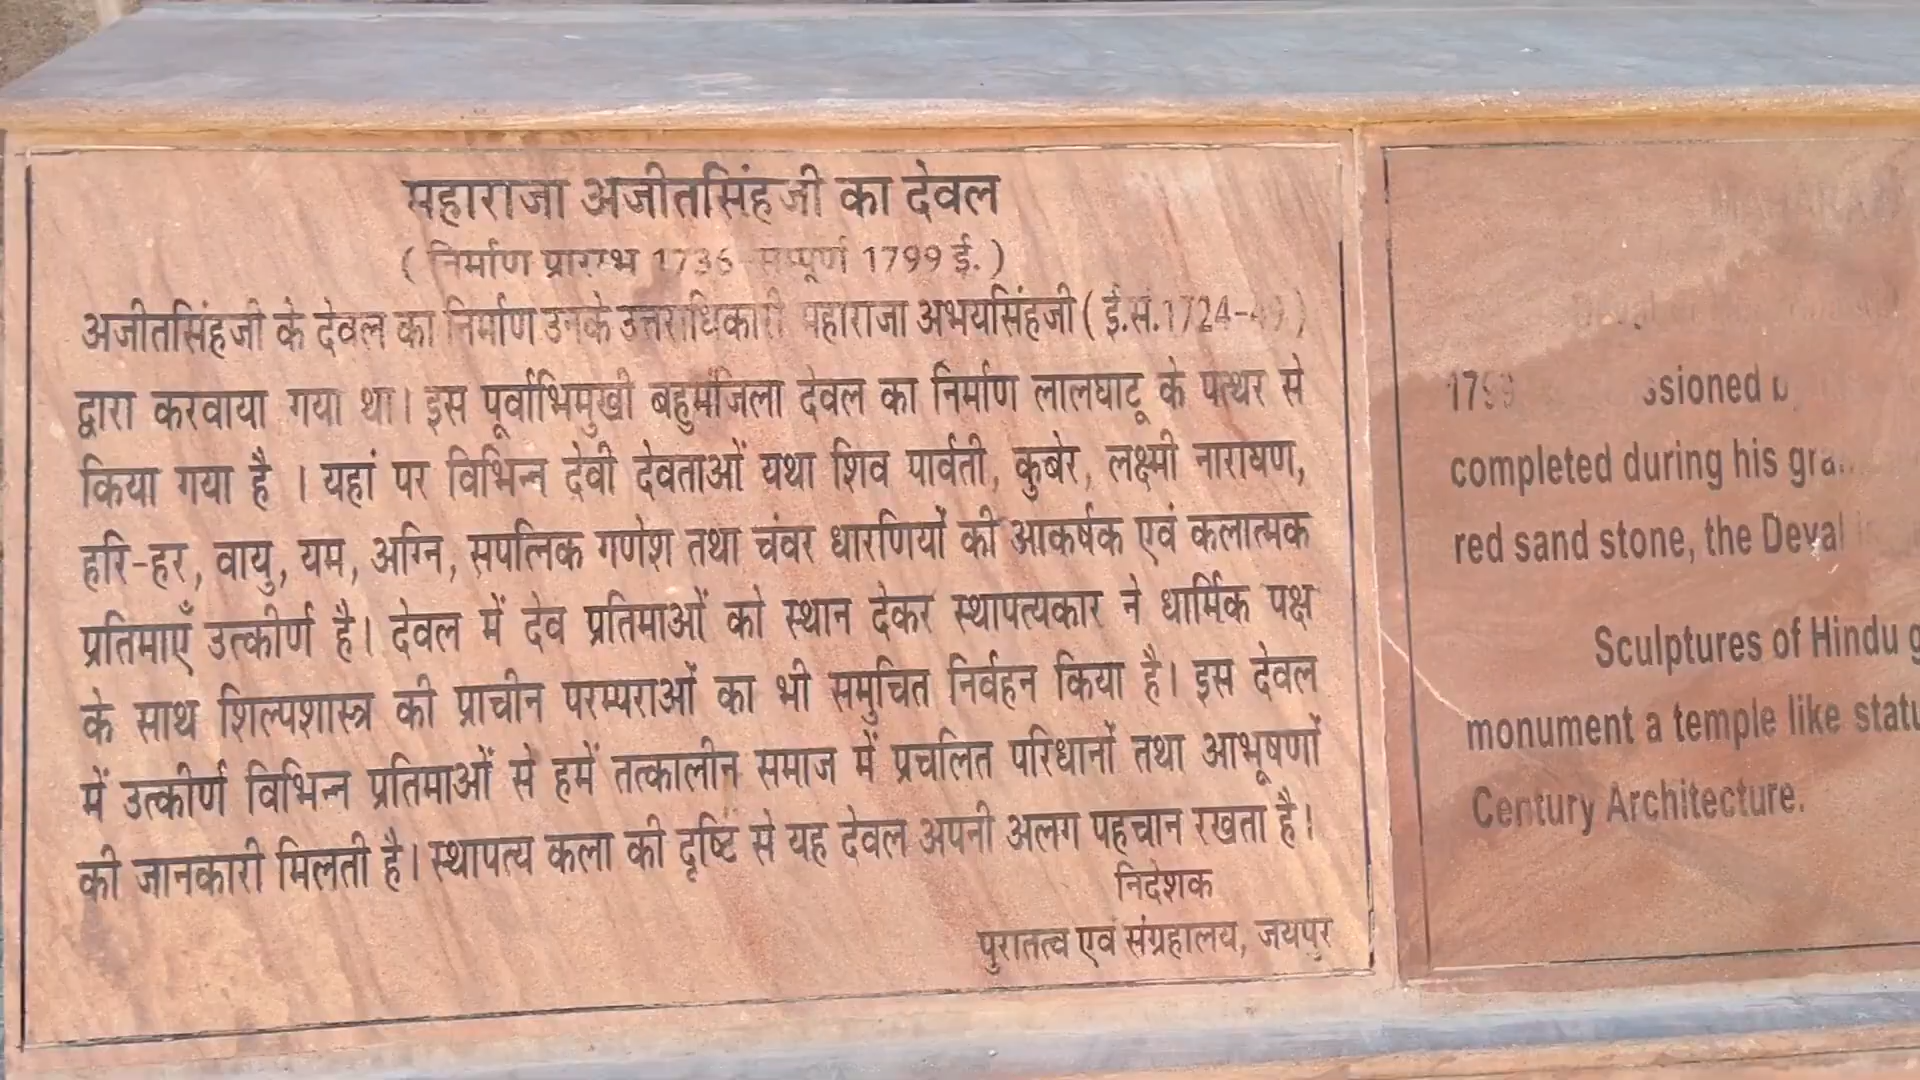 महाराजा अजीतसिंहजी का देवल
( निर्माण प्रारम्भ 1736 सम्पूर्ण 1799 ई. )
अजीतसिंहजी के देवल का निर्माण उनके उत्तराधिकारी महाराजा अभयसिंहजी ( ई.सं.1724-49 )
द्वारा करवाया गया था। इस पूर्वाभिमुखी बहुमंजिला देवल का निर्माण लालघाटू के पत्थर से
किया गया है । यहां पर विभिन्न देवी देवताओं यथा शिव पार्वती, कुबेर, लक्ष्मी नारायण,
हरि-हर, वायु, यम, अग्नि, सपत्निक गणेश तथा चंवर धारणियों की आकर्षक एवं कलात्मक
प्रतिमाएँ उत्कीर्ण है। देवल में देव प्रतिमाओं को स्थान देकर स्थापत्यकार ने धार्मिक पक्ष
के साथ शिल्पशास्त्र की प्राचीन परम्पराओं का भी समुचित निर्वहन किया है। इस देवल
में उत्कीर्ण विभिन्न प्रतिमाओं से हमें तत्कालीन समाज में प्रचलित परिधानों तथा आभूषणों
की जानकारी मिलती है। स्थापत्य कला की दृष्टि से यह देवल अपनी अलग पहचान रखता है।
निदेशक
पुरातत्व एवं संग्रहालय, जयपुर
completed during his
red sand stone, the Deval
Sculptures of Hindu
monument a temple like
Century Architecture.